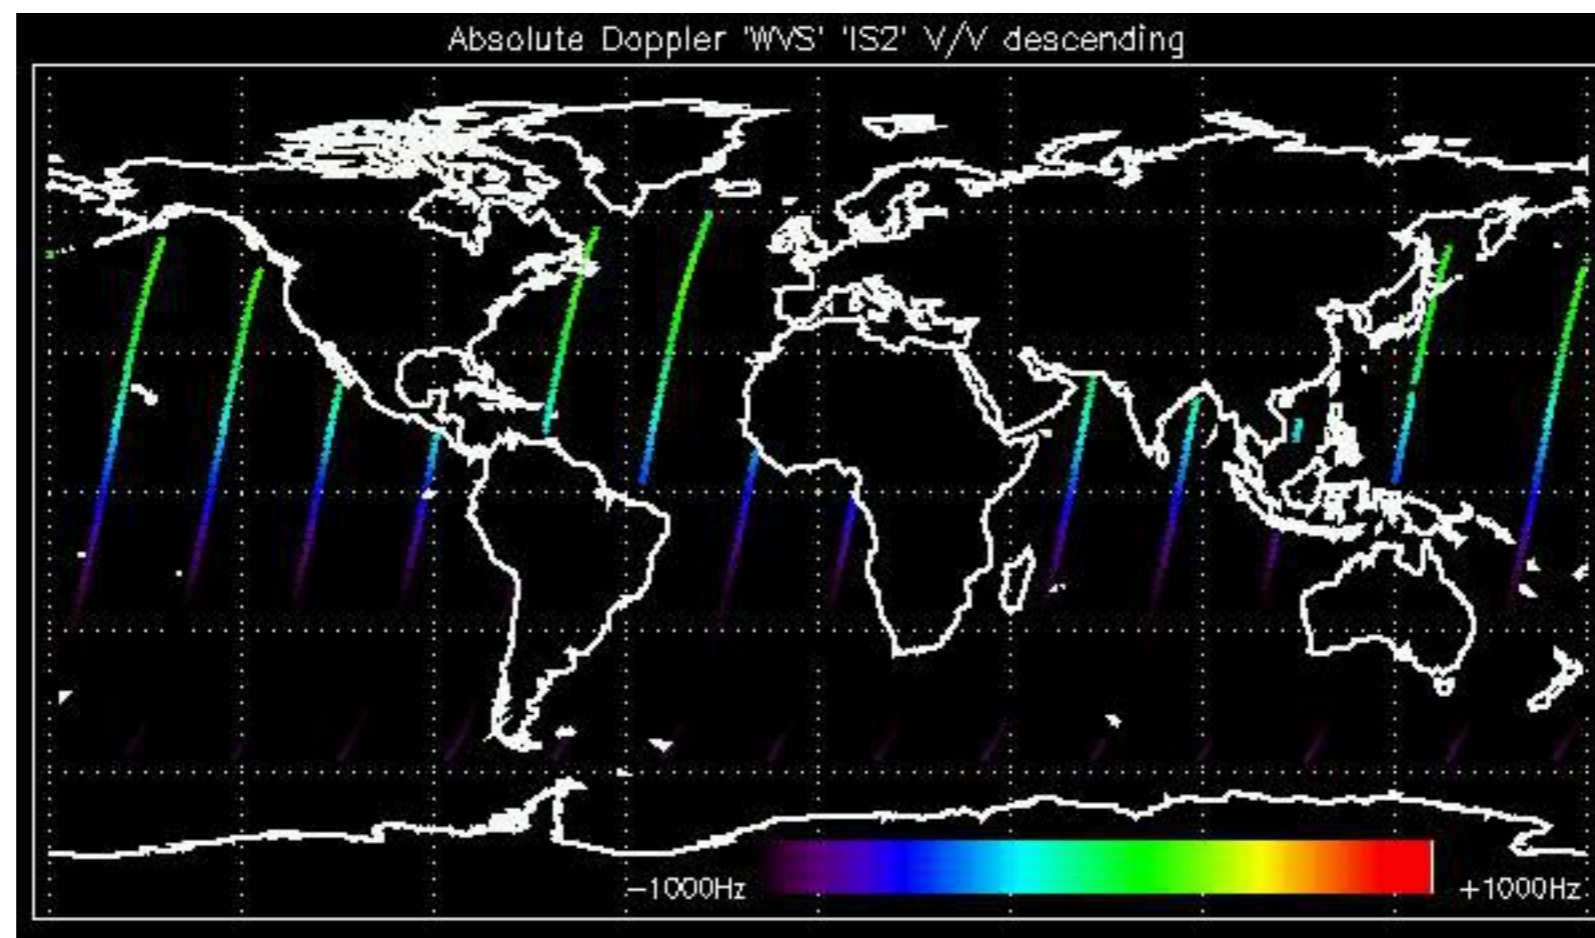 Absolute Doppler 'WVS' 'IS2' V/V descending
−1000Hz
+1000Hz